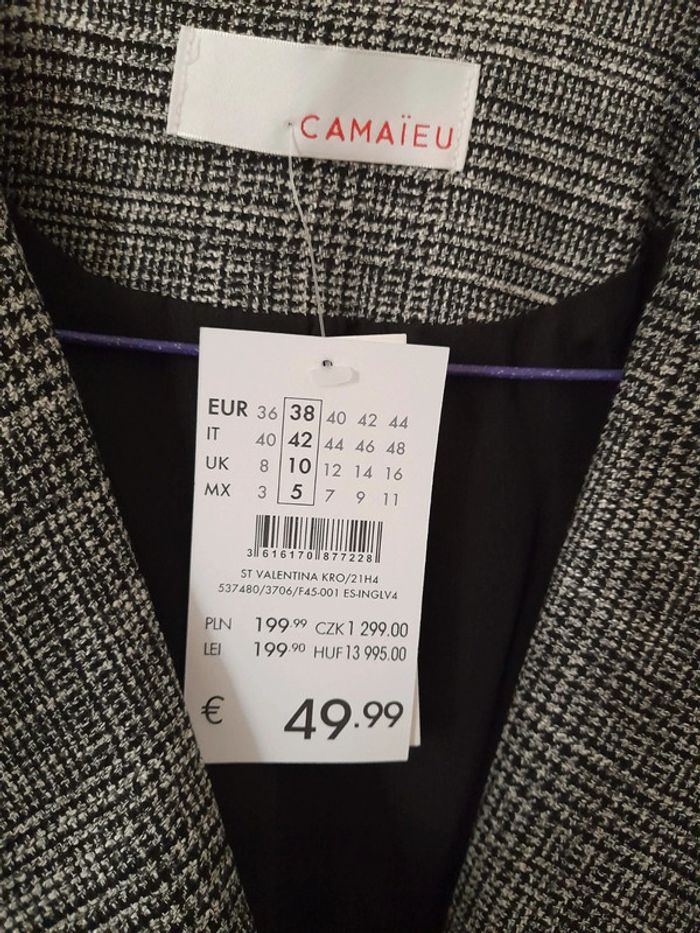 CAMAÏEU
EUR 36 38 40 42 44
IT 40 42 44 46 48
UK 8 10 12 14 16
MX 3 5 7 9 11
3 616170 877228
ST VALENTINA KRO/21H4
537480/3706/F45-001 ES-INGLV4
PLN 199.99 CZK 1 299.00
LEI 199.90 HUF 13 995.00
€ 49.99